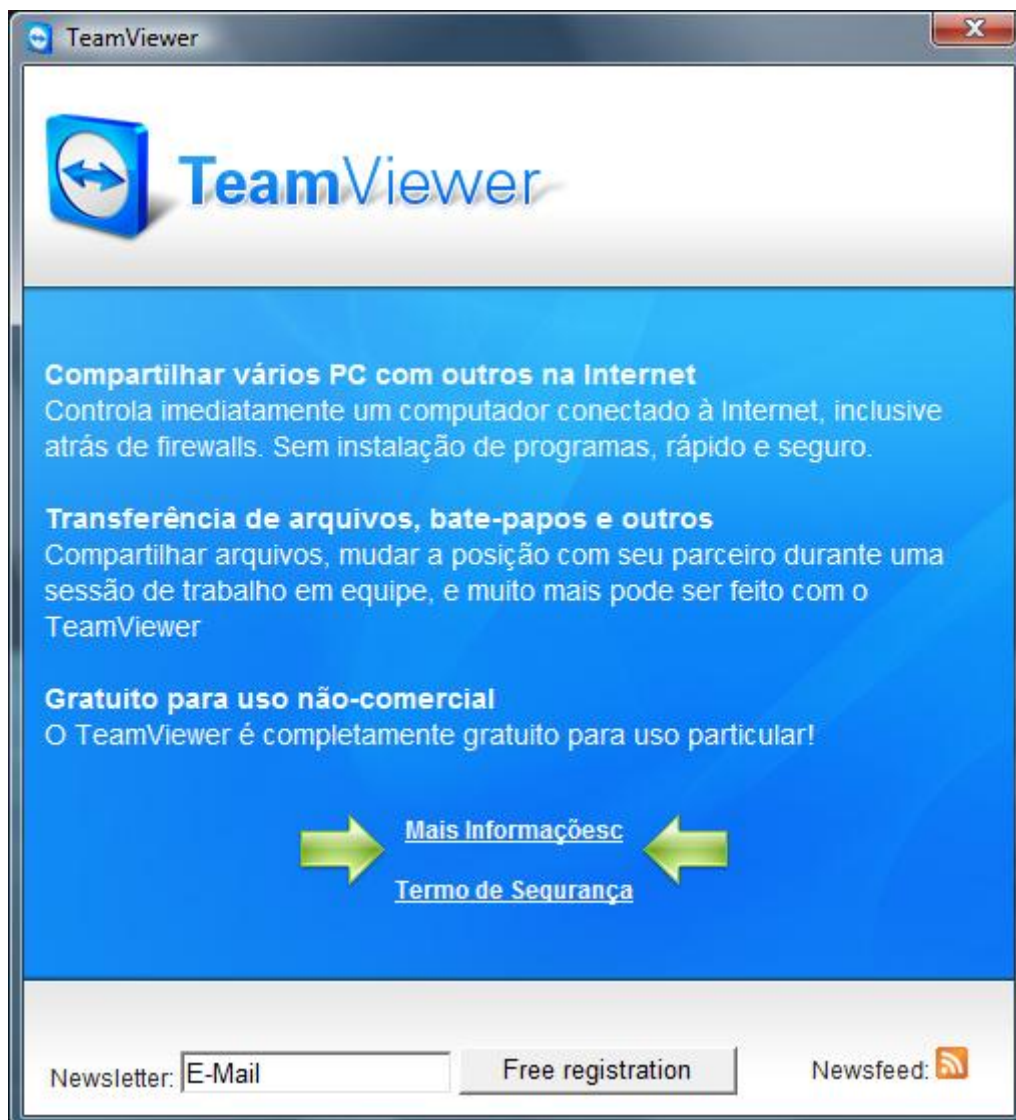 TeamViewer
TeamViewer
Compartilhar vários PC com outros na Internet
Controla imediatamente um computador conectado à Internet, inclusive
atrás de firewalls. Sem instalação de programas, rápido e seguro.
Transferência de arquivos, bate-papos e outros
Compartilhar arquivos, mudar a posição com seu parceiro durante uma
sessão de trabalho em equipe, e muito mais pode ser feito com o
TeamViewer
Gratuito para uso não-comercial
O TeamViewer é completamente gratuito para uso particular!
Mais Informaçõesc
Termo de Segurança
Newsletter: E-Mail Free registration Newsfeed: